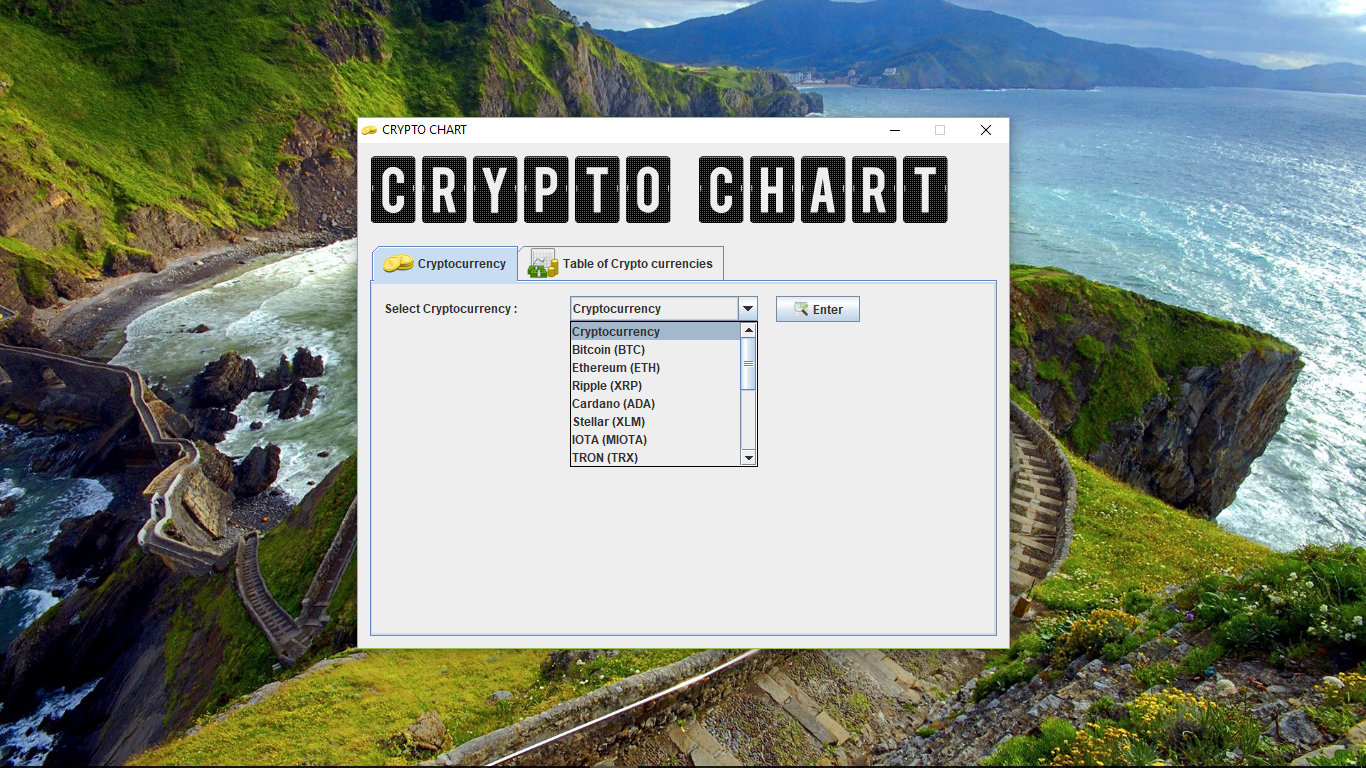 CRYPTO CHART
CRYPTO CHART
Cryptocurrency
Table of Crypto currencies
Select Cryptocurrency :
Cryptocurrency
Enter
Cryptocurrency
Bitcoin (BTC)
Ethereum (ETH)
Ripple (XRP)
Cardano (ADA)
Stellar (XLM)
IOTA (MIOTA)
TRON (TRX)